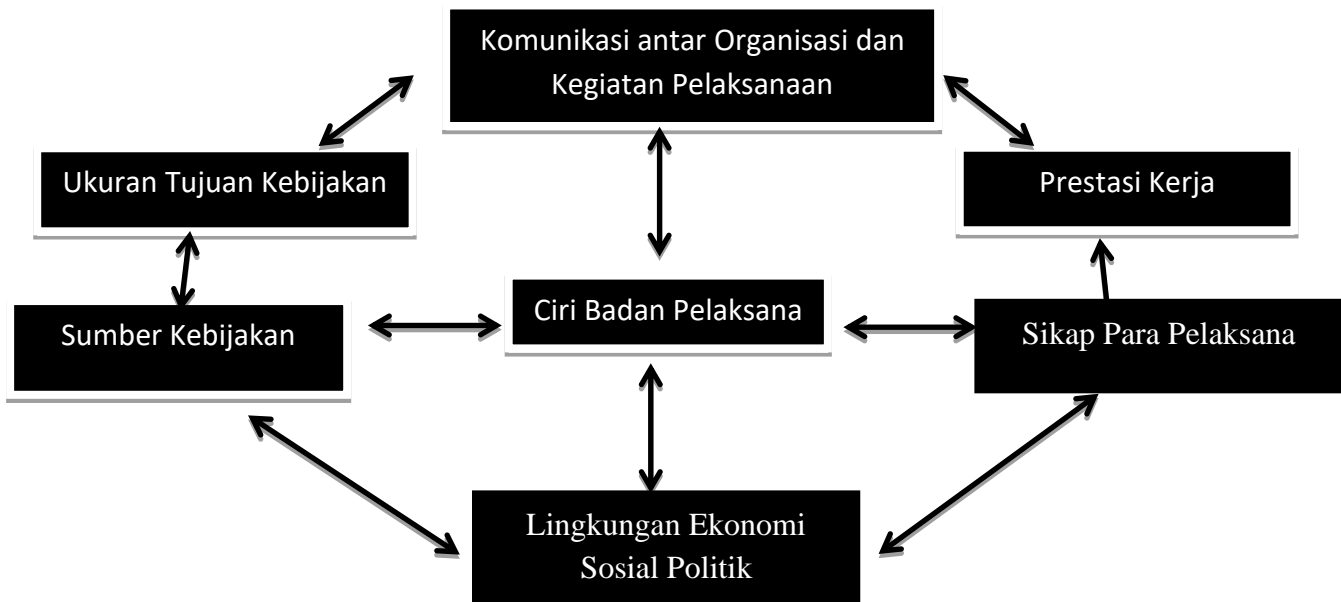 Komunikasi antar Organisasi dan
Kegiatan Pelaksanaan
Ukuran Tujuan Kebijakan
Prestasi Kerja
Ciri Badan Pelaksana
Sumber Kebijakan
Sikap Para Pelaksana
Lingkungan Ekonomi
Sosial Politik